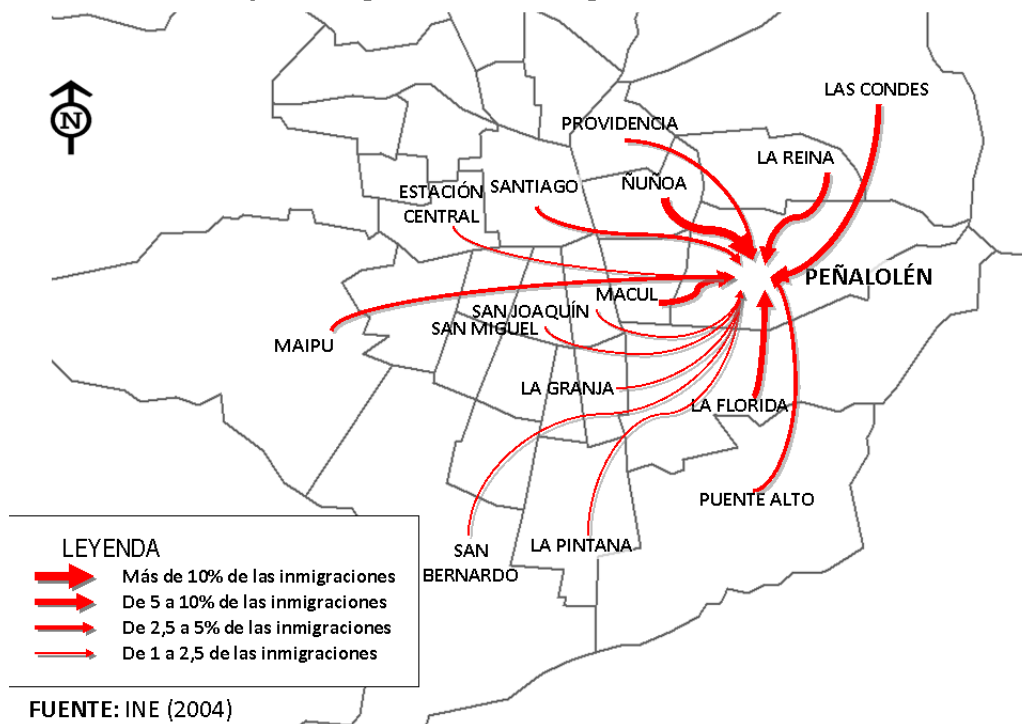 N
LAS CONDES
PROVIDENCIA
LA REINA
ESTACIÓN
CENTRAL
SANTIAGO
ÑUÑOA
PEÑALOLÉN
MACUL
SAN JOAQUÍN
SAN MIGUEL
MAIPU
LA GRANJA
LA FLORIDA
PUENTE ALTO
SAN
BERNARDO
LA PINTANA
LEYENDA
Más de 10% de las inmigraciones
De 5 a 10% de las inmigraciones
De 2,5 a 5% de las inmigraciones
De 1 a 2,5 de las inmigraciones
FUENTE: INE (2004)